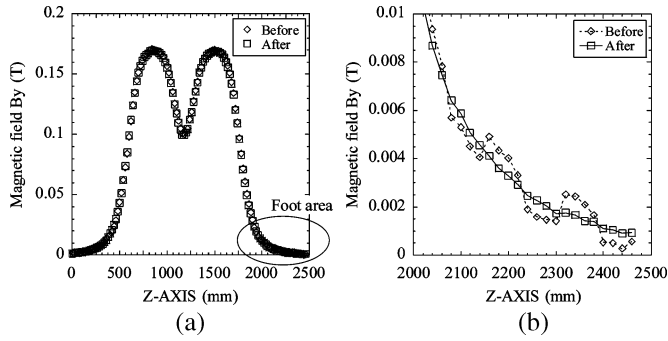 0.2
0.15
0.1
0.05
0
Magnetic field By (T)
Before
After
Foot area
0 500 1000 1500 2000 2500
Z-AXIS (mm)
(a)
0.01
0.008
0.006
0.004
0.002
0
Magnetic field By (T)
Before
After
2000 2100 2200 2300 2400 2500
Z-AXIS (mm)
(b)